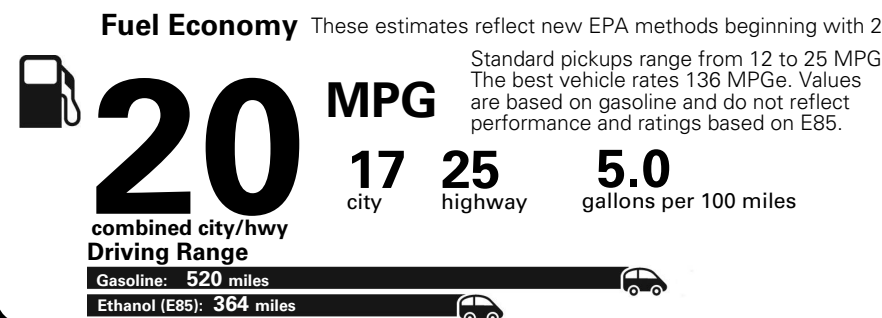 Fuel Economy These estimates reflect new EPA methods beginning with 2
Standard pickups range from 12 to 25 MPG
The best vehicle rates 136 MPGe. Values
are based on gasoline and do not reflect
performance and ratings based on E85.
20 MPG
combined city/hwy
17 city
25 highway
5.0 gallons per 100 miles
Driving Range
Gasoline: 520 miles
Ethanol (E85): 364 miles